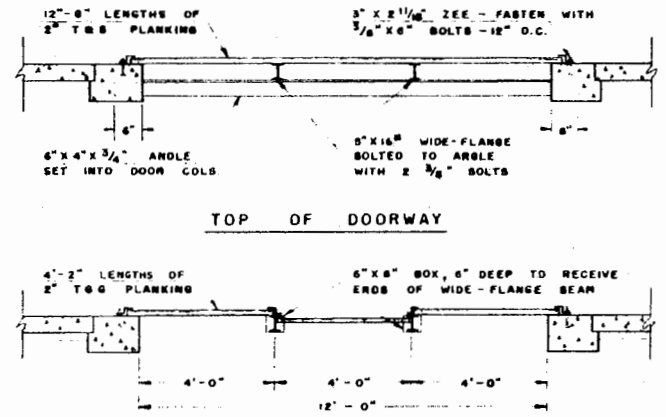 12'-8" LENGTHS OF
2" T&G PLANKING
3" X 2 11/16" ZEE - FASTEN WITH
3/8" X 6" BOLTS - 12" O.C.
6"
8"
6" X 4" X 3/4" ANGLE
SET INTO DOOR COLS.
5" X 16# WIDE-FLANGE
BOLTED TO ANGLE
WITH 2 3/8" BOLTS
TOP OF DOORWAY
4'-2" LENGTHS OF
2" T&G PLANKING
6" X 8" BOX, 6" DEEP TO RECEIVE
ENDS OF WIDE-FLANGE BEAM
4'-0" 4'-0" 4'-0"
12'-0"